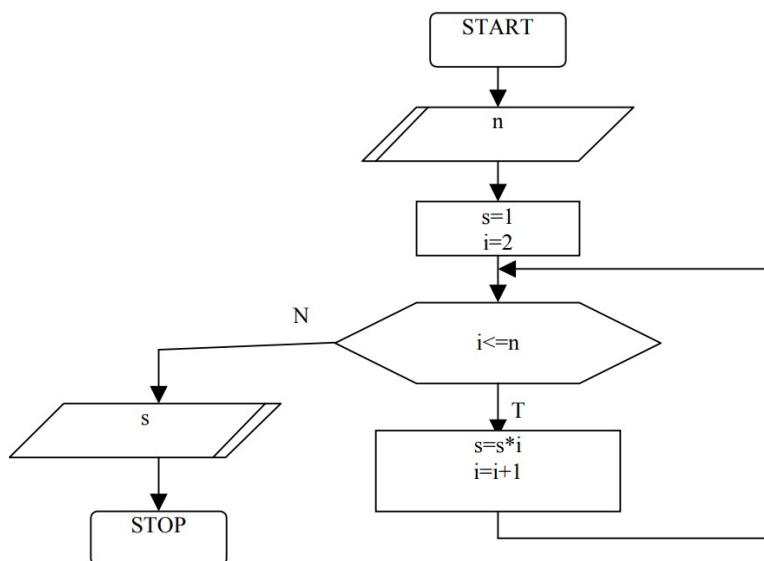 START
n
s=1
i=2
i<=n
N
T
s=s*i
i=i+1
s
STOP